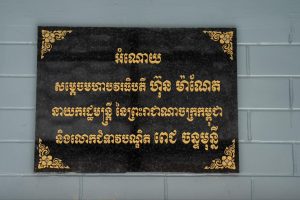 អំណោយ
សម្តេចមហាបវរធិបតី ហ៊ុន ម៉ាណែត
នាយករដ្ឋមន្ត្រី នៃព្រះរាជាណាចក្រកម្ពុជា
និងលោកជំទាវបណ្ឌិត ពេជ ចន្ទមុន្នី